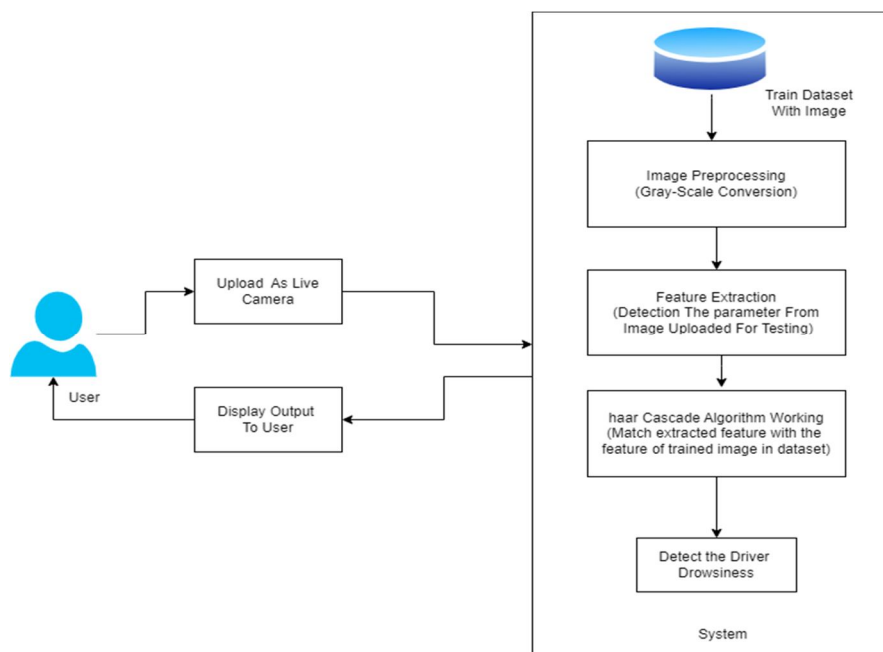 Train Dataset
With Image
Image Preprocessing
(Gray-Scale Conversion)
Feature Extraction
(Detection The parameter From
Image Uploaded For Testing)
haar Cascade Algorithm Working
(Match extracted feature with the
feature of trained image in dataset)
Detect the Driver
Drowsiness
System
Upload As Live
Camera
User
Display Output
To User